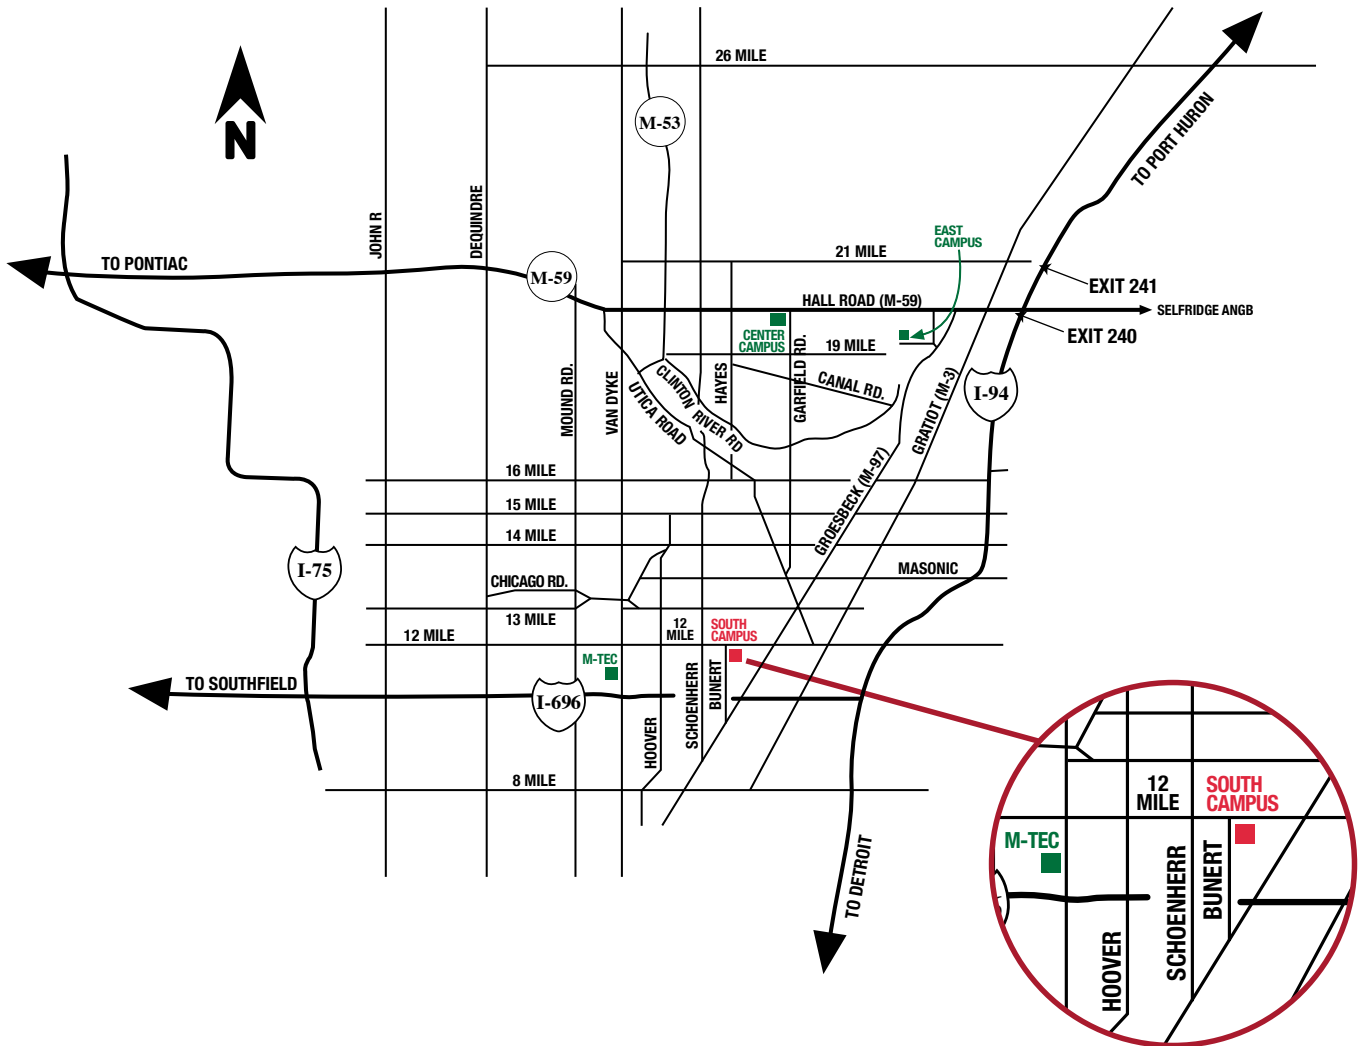 26 MILE
M-53
N
TO PORT HURON
JOHN R
DEQUINDRE
EAST
CAMPUS
21 MILE
TO PONTIAC
M-59
EXIT 241
HALL ROAD (M-59)
SELFRIDGE ANGB
CENTER
CAMPUS
EXIT 240
19 MILE
GARFIELD RD.
MOUND RD.
VAN DYKE
UTICA ROAD
CLINTON RIVER RD
HAYES
CANAL RD.
GRATIOT (M-3)
I-94
16 MILE
GROESBECK (M-97)
15 MILE
14 MILE
I-75
CHICAGO RD.
MASONIC
13 MILE
12 MILE
12
MILE
SOUTH
CAMPUS
M-TEC
TO SOUTHFIELD
I-696
HOOVER
SCHOENHERR
BUNERT
8 MILE
TO DETROIT
12
MILE
SOUTH
CAMPUS
M-TEC
HOOVER
SCHOENHERR
BUNERT